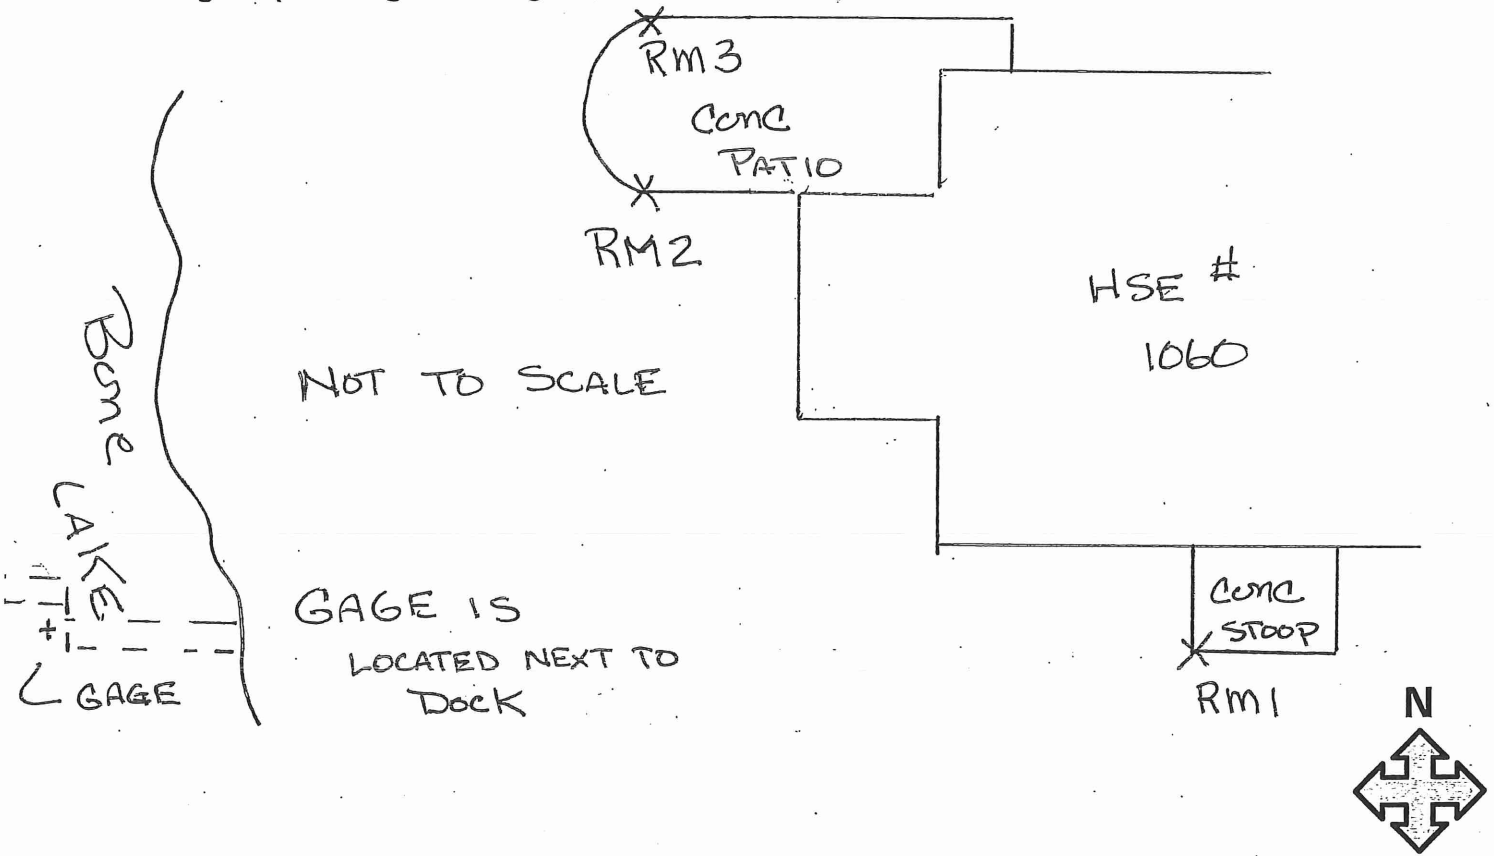 Rm3
Conc
PATIO
RM2
HSE #
1060
Bone
LAKE
NOT TO SCALE
GAGE IS
LOCATED NEXT TO
DOCK
GAGE
Conc
STOOP
Rm1
N